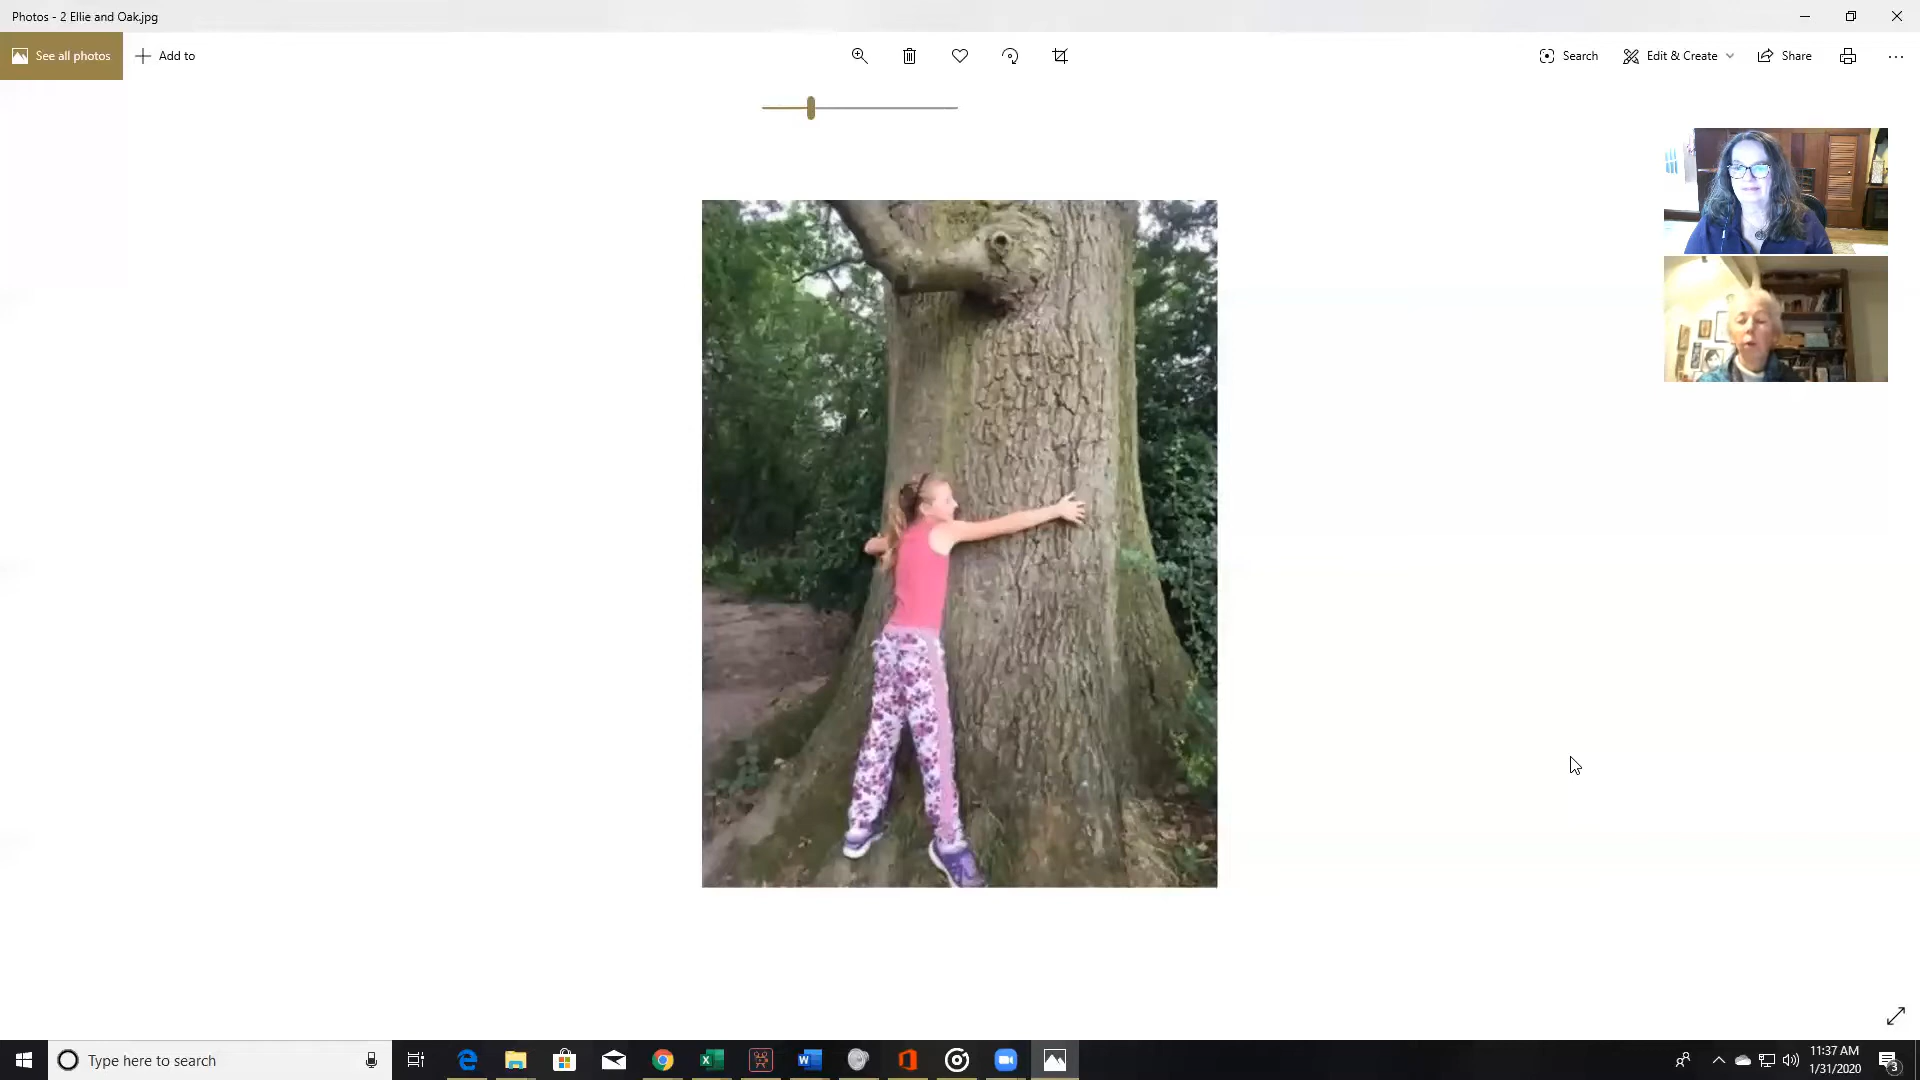 Photos - 2 Ellie and Oak.jpg
See all photos
Add to
Search
Edit & Create
Share
Type here to search
11:37 AM
1/31/2020
3